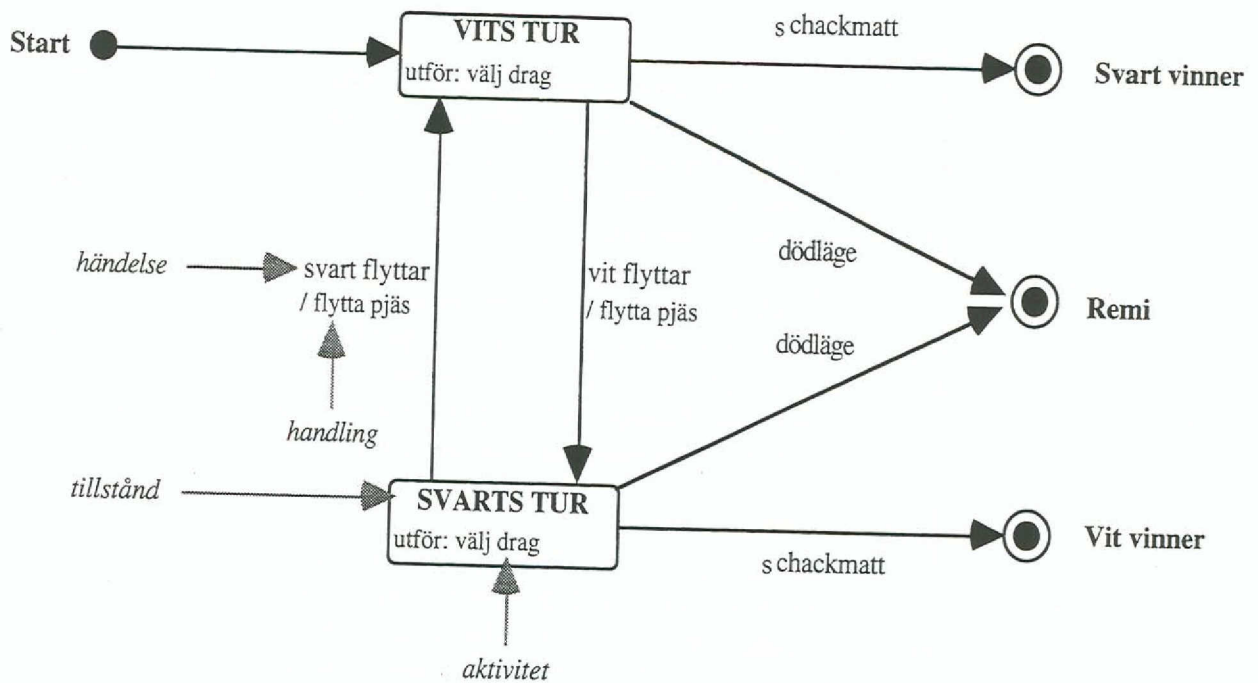 Start
VITS TUR
utför: välj drag
s chackmatt
Svart vinner
händelse
svart flyttar
/ flytta pjäs
vit flyttar
/ flytta pjäs
dödläge
dödläge
Remi
handling
tillstånd
SVARTS TUR
utför: välj drag
s chackmatt
Vit vinner
aktivitet